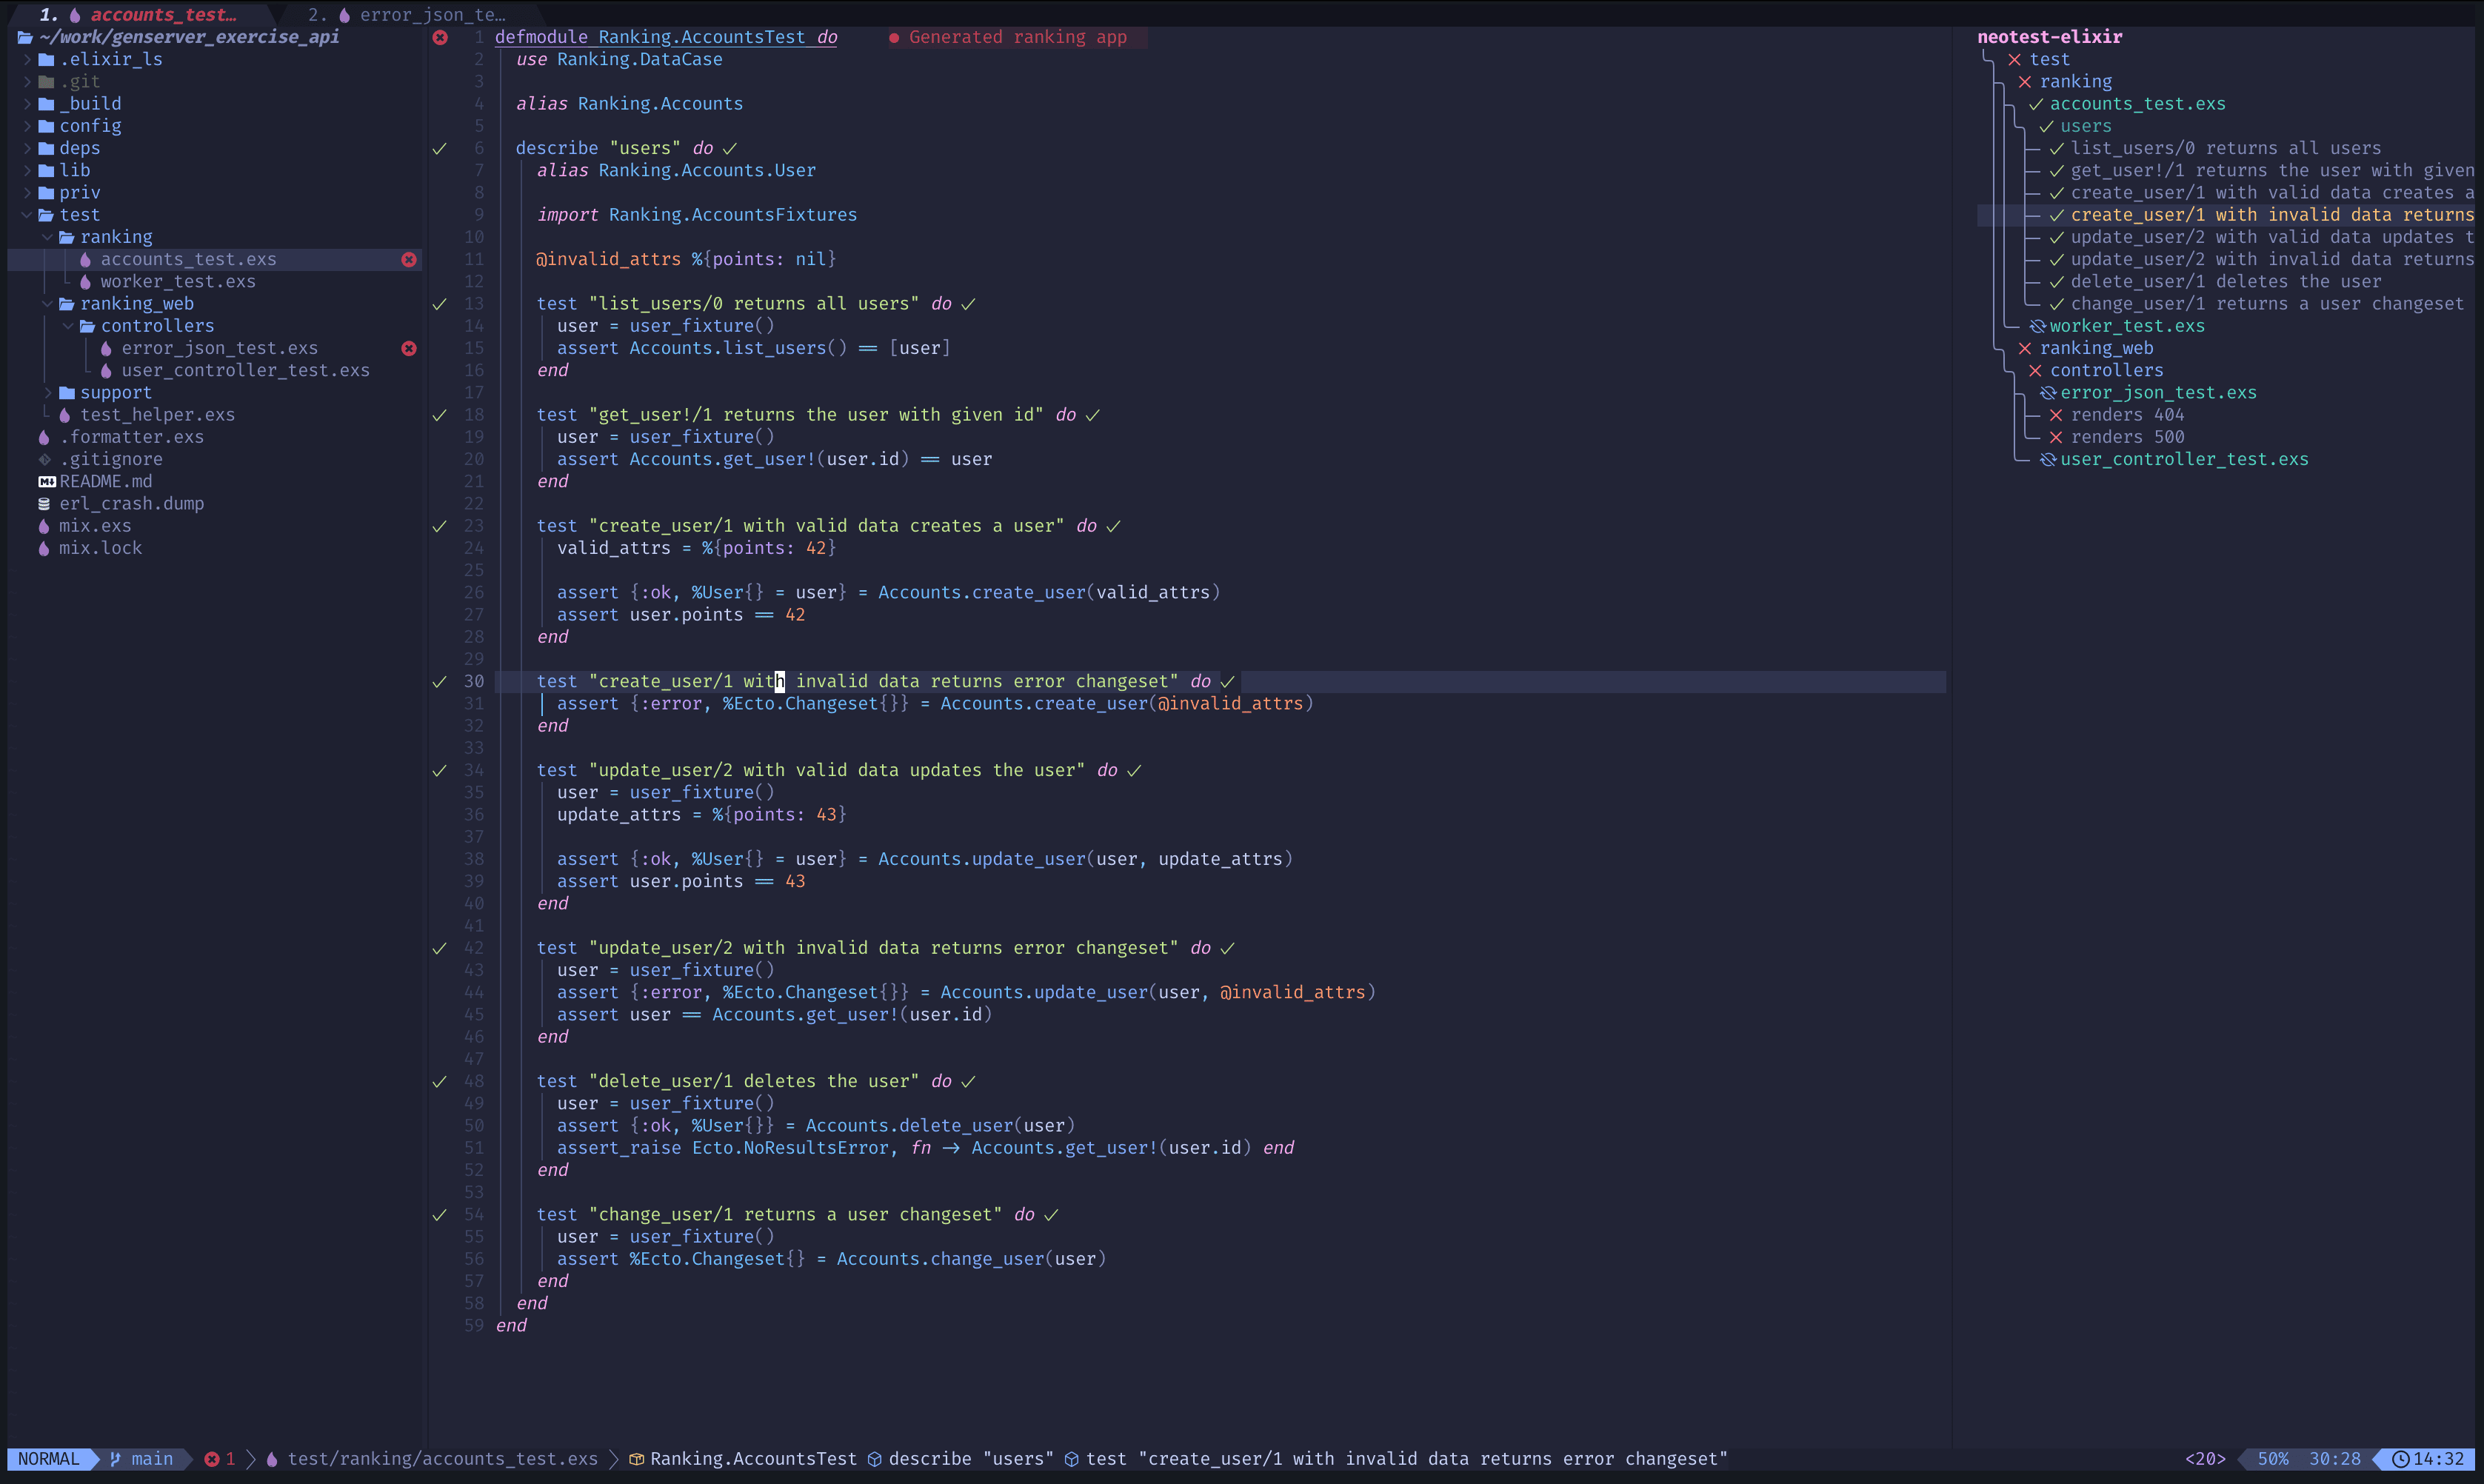 1. accounts_test…
2. error_json_te…
~/work/genserver_exercise_api
.elixir_ls
.git
_build
config
deps
lib
priv
test
ranking
accounts_test.exs
worker_test.exs
ranking_web
controllers
error_json_test.exs
user_controller_test.exs
support
test_helper.exs
.formatter.exs
.gitignore
README.md
erl_crash.dump
mix.exs
mix.lock
1 defmodule Ranking.AccountsTest do ● Generated ranking app
2 use Ranking.DataCase
3
4 alias Ranking.Accounts
5
✓ 6 describe "users" do ✓
7 alias Ranking.Accounts.User
8
9 import Ranking.AccountsFixtures
10
11 @invalid_attrs %{points: nil}
12
✓ 13 test "list_users/0 returns all users" do ✓
14 user = user_fixture()
15 assert Accounts.list_users() == [user]
16 end
17
✓ 18 test "get_user!/1 returns the user with given id" do ✓
19 user = user_fixture()
20 assert Accounts.get_user!(user.id) == user
21 end
22
✓ 23 test "create_user/1 with valid data creates a user" do ✓
24 valid_attrs = %{points: 42}
25
26 assert {:ok, %User{} = user} = Accounts.create_user(valid_attrs)
27 assert user.points == 42
28 end
29
✓ 30 test "create_user/1 with invalid data returns error changeset" do ✓
31 assert {:error, %Ecto.Changeset{}} = Accounts.create_user(@invalid_attrs)
32 end
33
✓ 34 test "update_user/2 with valid data updates the user" do ✓
35 user = user_fixture()
36 update_attrs = %{points: 43}
37
38 assert {:ok, %User{} = user} = Accounts.update_user(user, update_attrs)
39 assert user.points == 43
40 end
41
✓ 42 test "update_user/2 with invalid data returns error changeset" do ✓
43 user = user_fixture()
44 assert {:error, %Ecto.Changeset{}} = Accounts.update_user(user, @invalid_attrs)
45 assert user == Accounts.get_user!(user.id)
46 end
47
✓ 48 test "delete_user/1 deletes the user" do ✓
49 user = user_fixture()
50 assert {:ok, %User{}} = Accounts.delete_user(user)
51 assert_raise Ecto.NoResultsError, fn -> Accounts.get_user!(user.id) end
52 end
53
✓ 54 test "change_user/1 returns a user changeset" do ✓
55 user = user_fixture()
56 assert %Ecto.Changeset{} = Accounts.change_user(user)
57 end
58 end
59 end
neotest-elixir
test
ranking
✓ accounts_test.exs
✓ users
✓ list_users/0 returns all users
✓ get_user!/1 returns the user with given
✓ create_user/1 with valid data creates a
✓ create_user/1 with invalid data returns
✓ update_user/2 with valid data updates t
✓ update_user/2 with invalid data returns
✓ delete_user/1 deletes the user
✓ change_user/1 returns a user changeset
worker_test.exs
ranking_web
controllers
error_json_test.exs
renders 404
renders 500
user_controller_test.exs
NORMAL main 1 test/ranking/accounts_test.exs Ranking.AccountsTest describe "users" test "create_user/1 with invalid data returns error changeset" <20> 50% 30:28 14:32